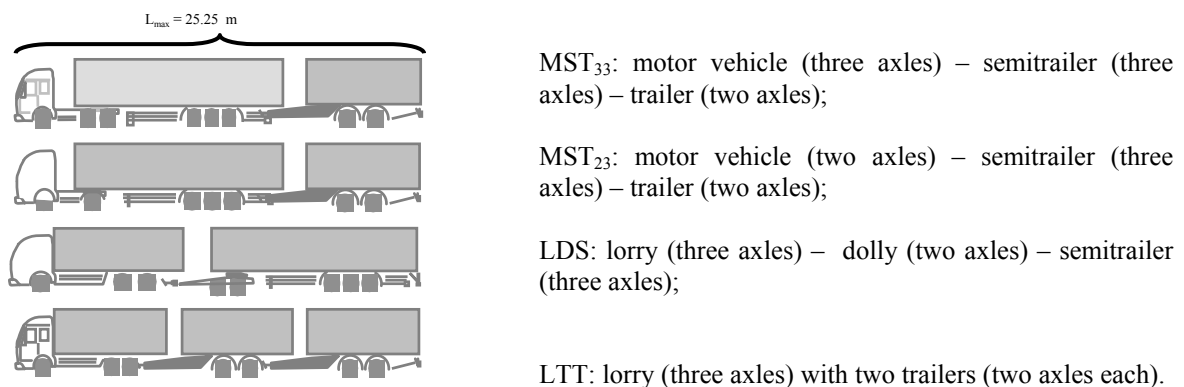 Lmax = 25.25 m
MST33: motor vehicle (three axles) – semitrailer (three
axles) – trailer (two axles);
MST23: motor vehicle (two axles) – semitrailer (three
axles) – trailer (two axles);
LDS: lorry (three axles) – dolly (two axles) – semitrailer
(three axles);
LTT: lorry (three axles) with two trailers (two axles each).